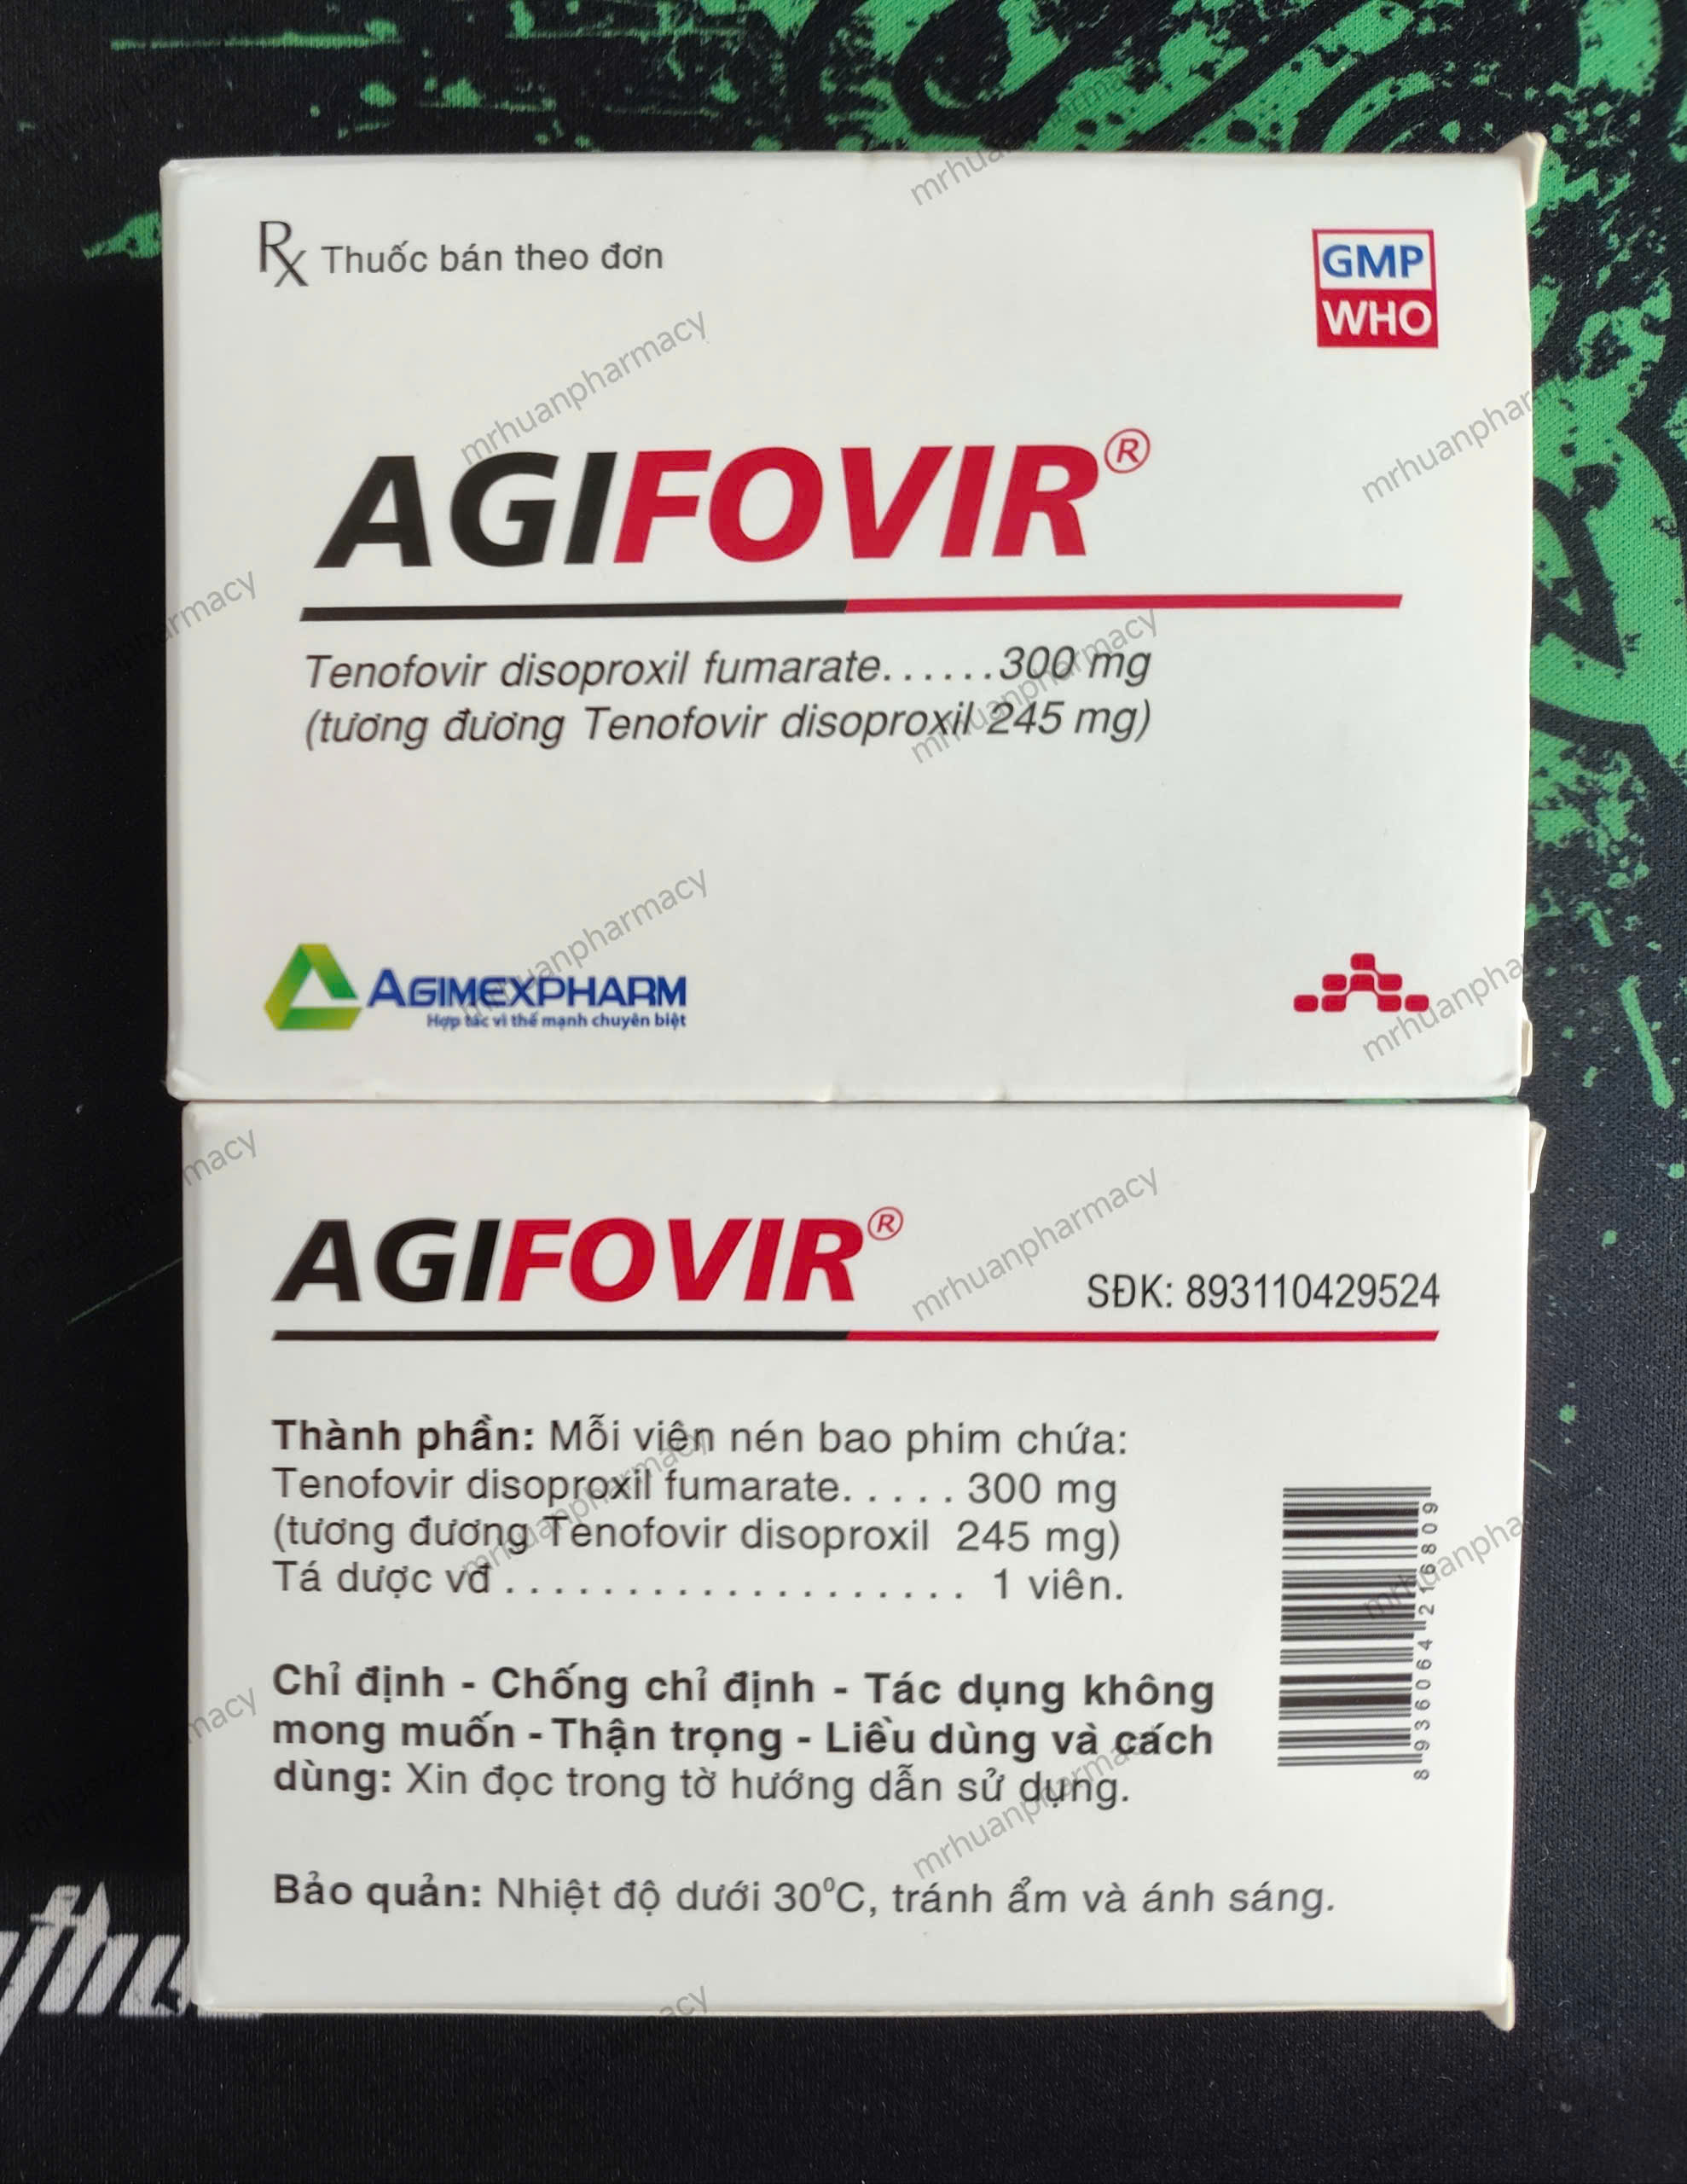 Rx Thuốc bán theo đơn
GMP
WHO
AGIFOVIR®
Tenofovir disoproxil fumarate......300 mg
(tương đương Tenofovir disoproxil 245 mg)
AGIMEXPHARM
Hợp tác vì thế mạnh chuyên biệt
AGIFOVIR®
SĐK: 893110429524
Thành phần: Mỗi viên nén bao phim chứa:
Tenofovir disoproxil fumarate. . . . . 300 mg
(tương đương Tenofovir disoproxil 245 mg)
Tá dược vđ . . . . . . . . . . . . . . . . . . . 1 viên.
Chỉ định - Chống chỉ định - Tác dụng không
mong muốn - Thận trọng - Liều dùng và cách
dùng: Xin đọc trong tờ hướng dẫn sử dụng.
8 936064 216809
Bảo quản: Nhiệt độ dưới 30°C, tránh ẩm và ánh sáng.
mrhuanpharmacy